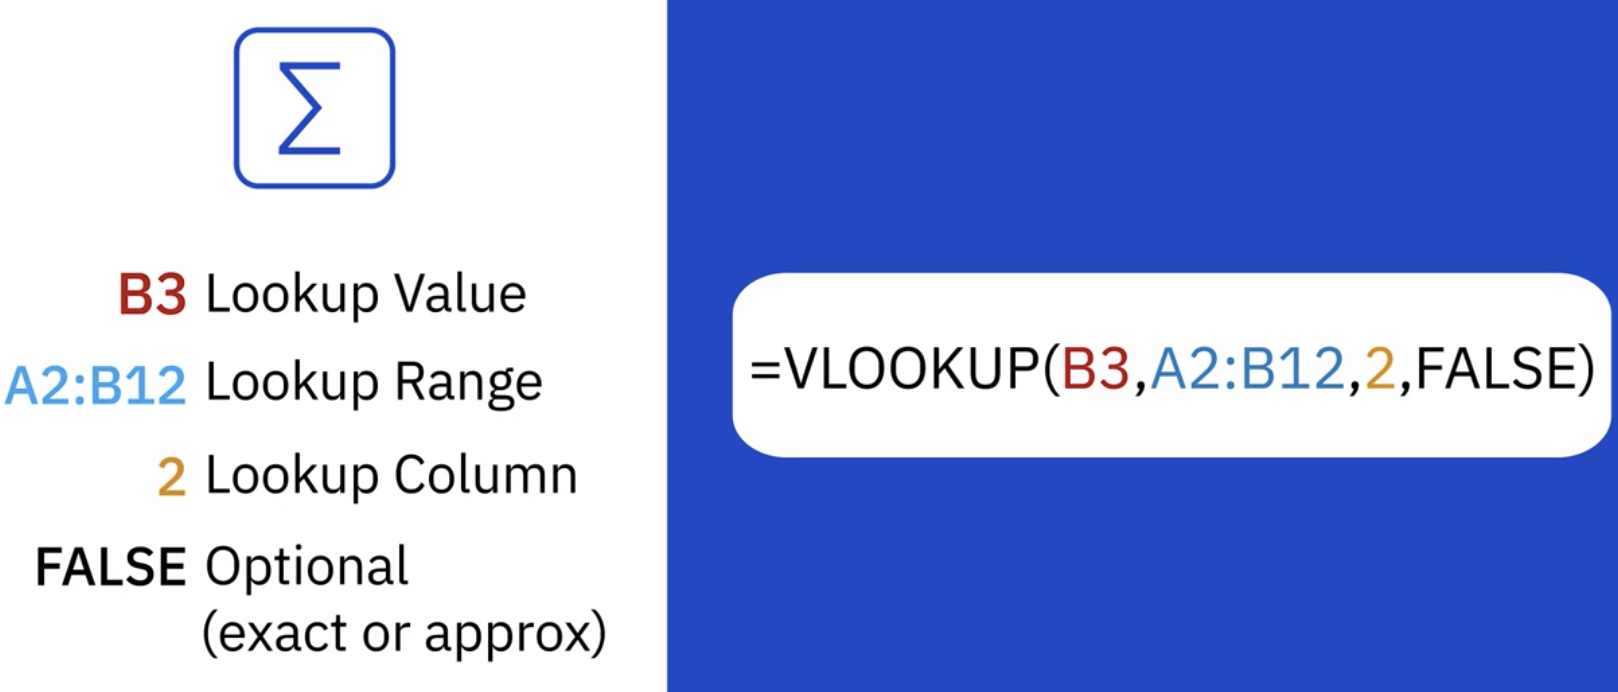 Σ
B3 Lookup Value
A2:B12 Lookup Range
2 Lookup Column
FALSE Optional
(exact or approx)
=VLOOKUP(B3,A2:B12,2,FALSE)